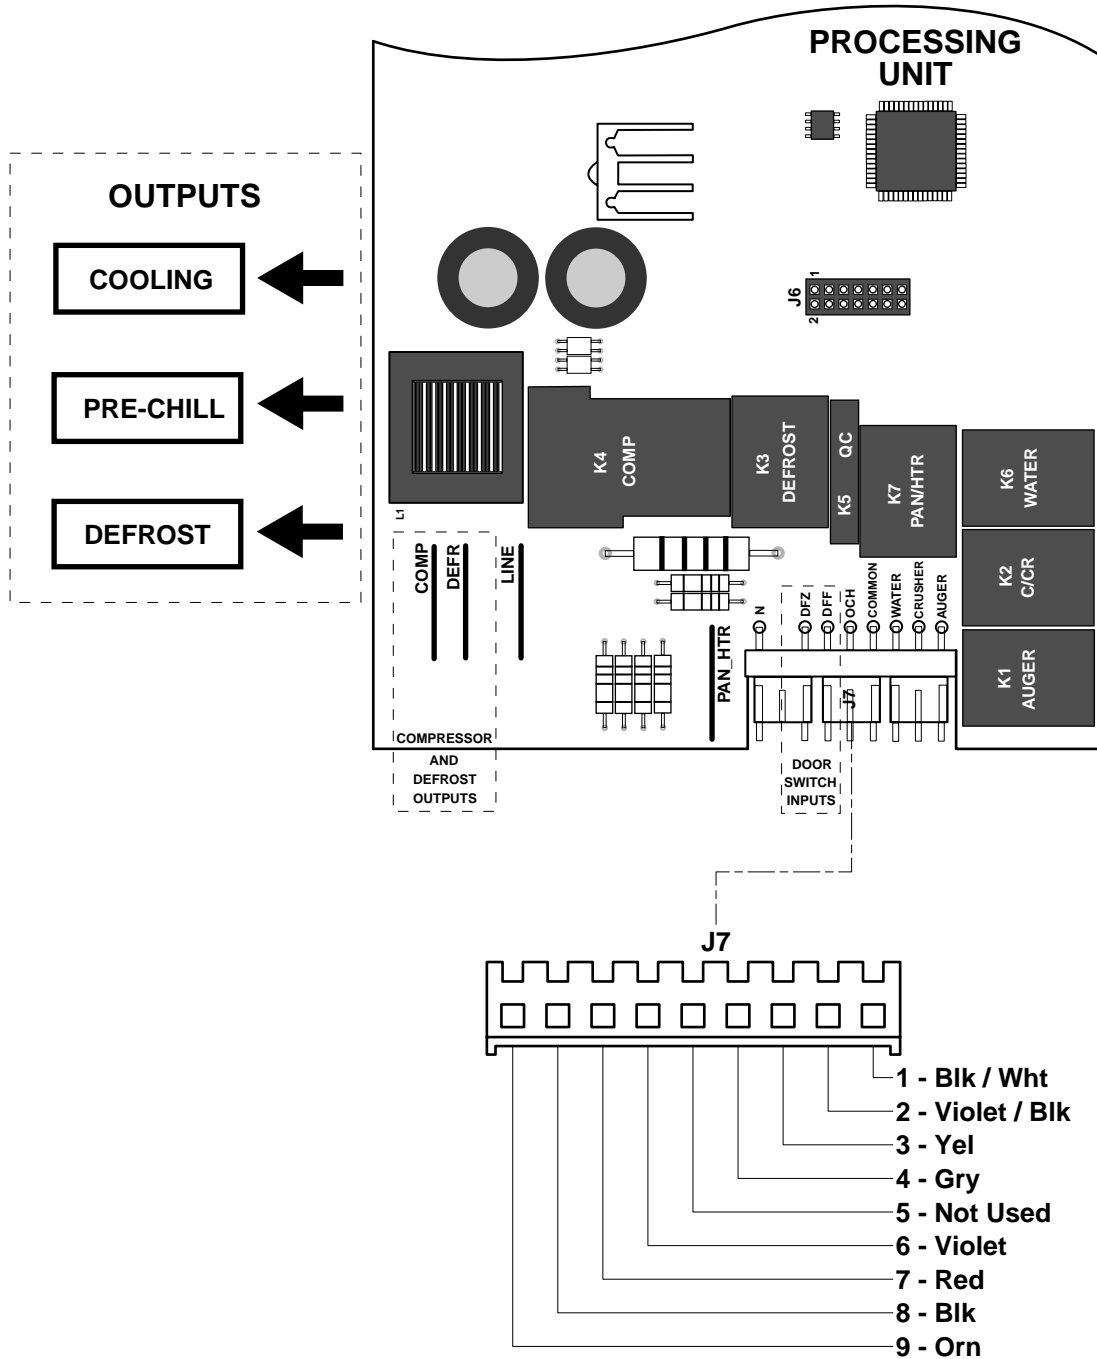 PROCESSING
UNIT
OUTPUTS
COOLING
PRE-CHILL
DEFROST
1
J6
2
L1
K4
COMP
K3
DEFROST
K5 QC
K7
PAN/HTR
K6
WATER
K2
C/CR
K1
AUGER
COMP
DEFR
LINE
PAN_HTR
N
DFZ
DFF
OCH
COMMON
WATER
CRUSHER
AUGER
J7
COMPRESSOR
AND
DEFROST
OUTPUTS
DOOR
SWITCH
INPUTS
J7
1 - Blk / Wht
2 - Violet / Blk
3 - Yel
4 - Gry
5 - Not Used
6 - Violet
7 - Red
8 - Blk
9 - Orn